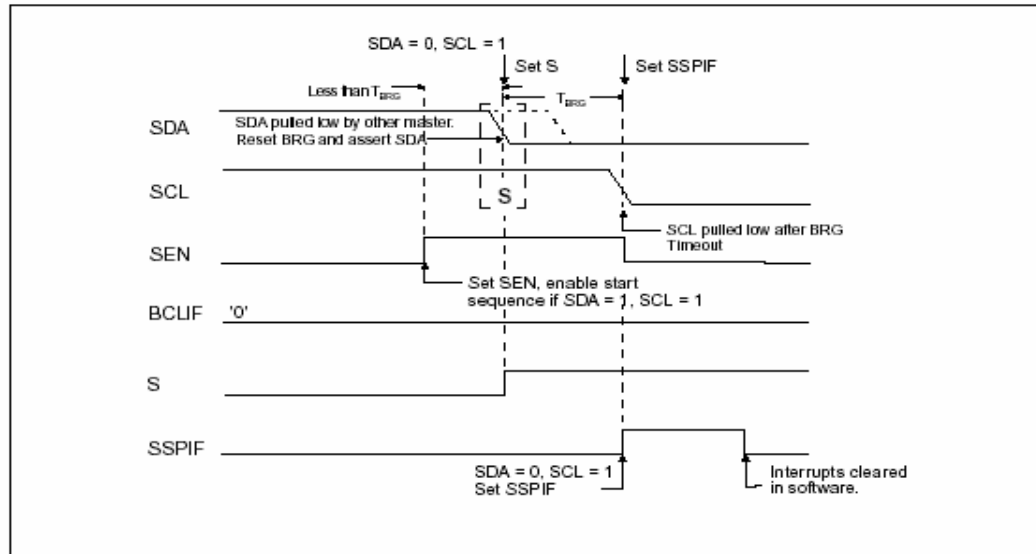 SDA = 0, SCL = 1
Set S
Set SSPIF
Less than TBRG
TBRG
SDA
SDA pulled low by other master.
Reset BRG and assert SDA
SCL
S
SCL pulled low after BRG
Timeout
SEN
Set SEN, enable start
sequence if SDA = 1, SCL = 1
BCLIF
'0'
S
SSPIF
SDA = 0, SCL = 1
Set SSPIF
Interrupts cleared
in software.